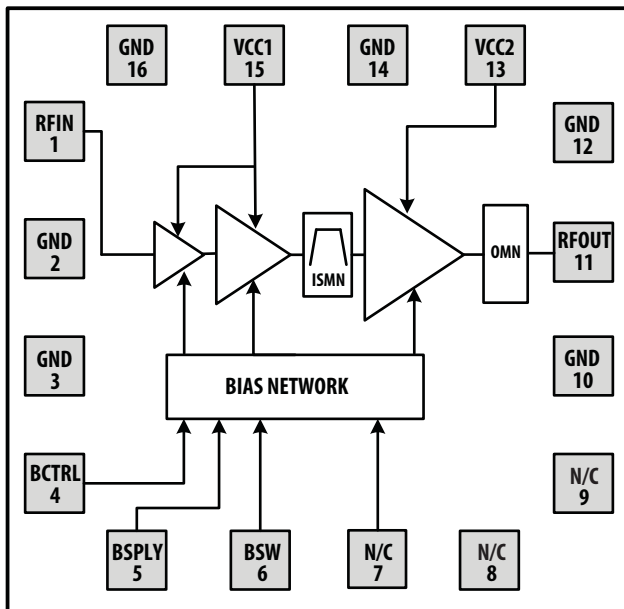 GND
16
VCC1
15
GND
14
VCC2
13
RFIN
1
GND
12
GND
2
ISMN
OMN
RFOUT
11
GND
3
BIAS NETWORK
GND
10
BCTRL
4
N/C
9
BSPLY
5
BSW
6
N/C
7
N/C
8